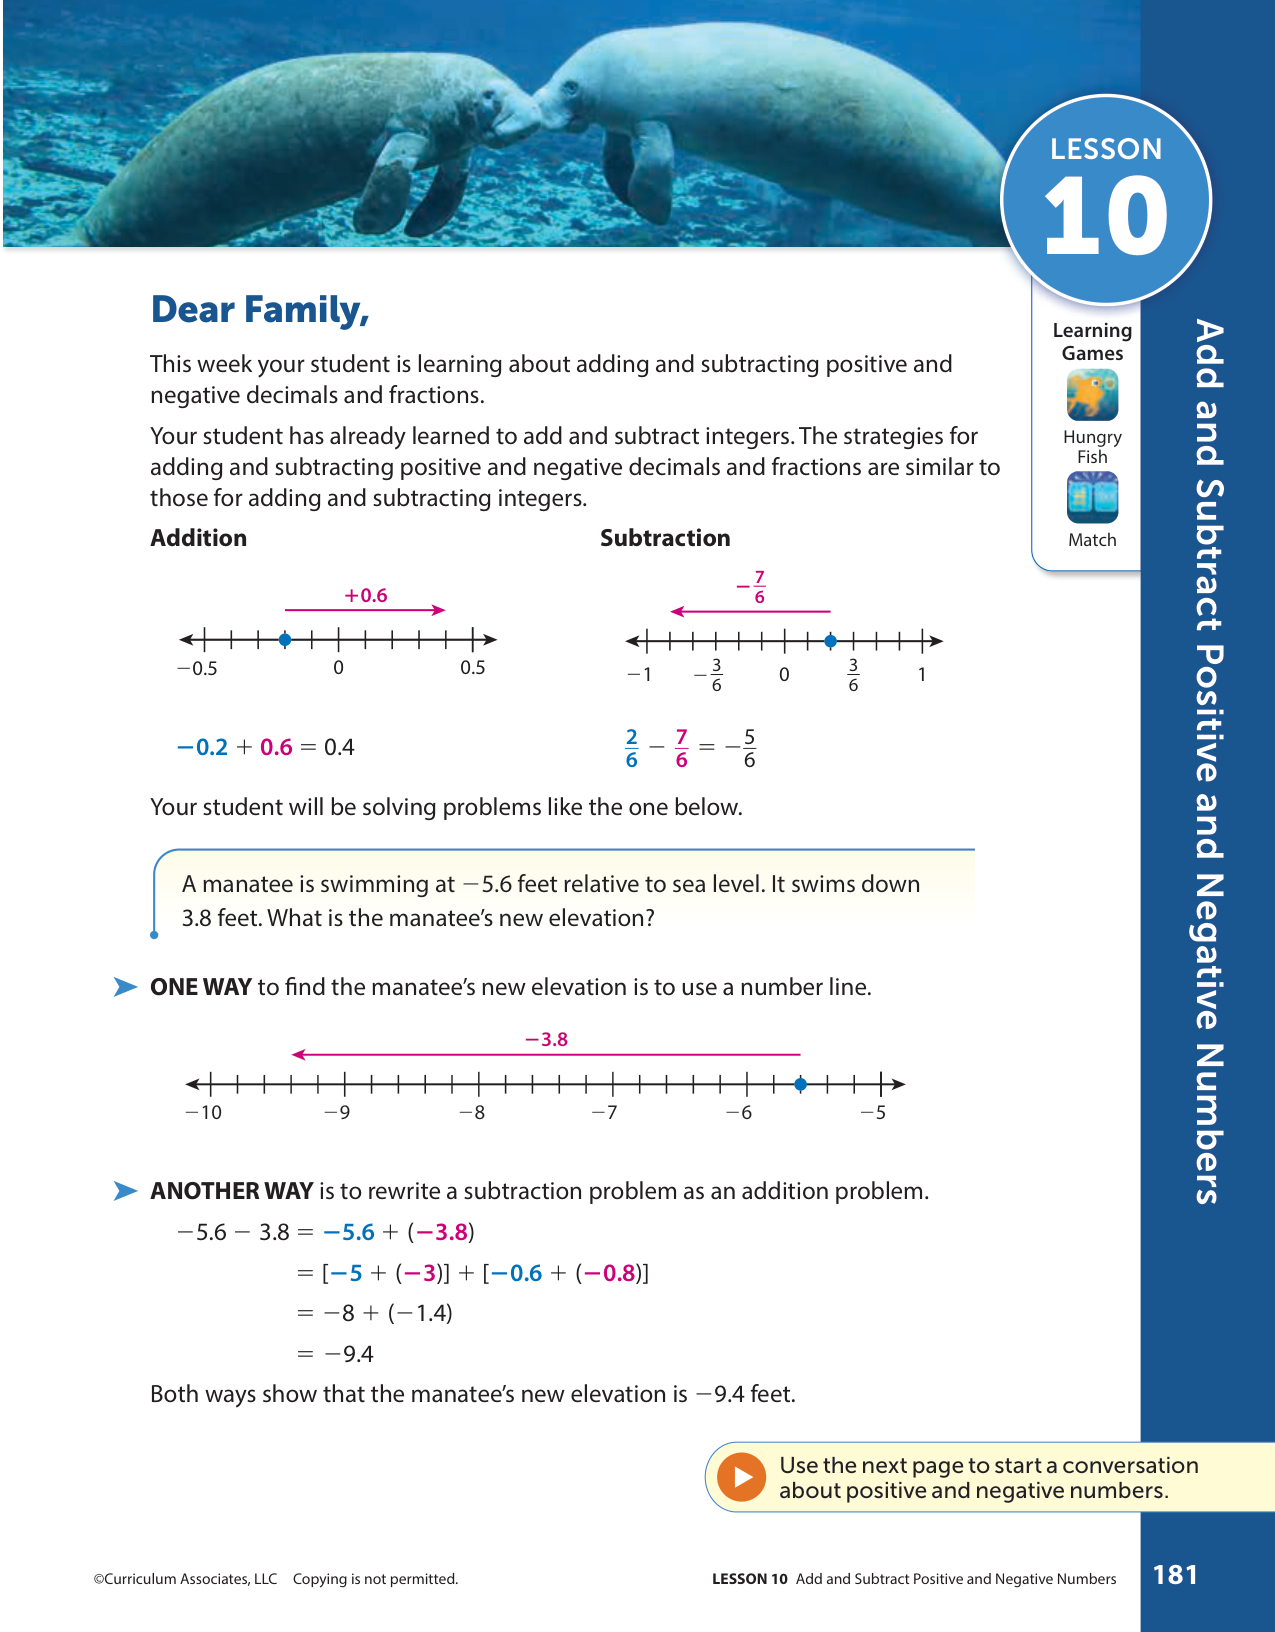 LESSON
10
Dear Family,
This week your student is learning about adding and subtracting positive and
negative decimals and fractions.
Your student has already learned to add and subtract integers. The strategies for
adding and subtracting positive and negative decimals and fractions are similar to
those for adding and subtracting integers.
Learning
Games
Hungry
Fish
Match
Add and Subtract Positive and Negative Numbers
Addition
+0.6
−0.5 0 0.5
−0.2 + 0.6 = 0.4
Subtraction
−7/6
−1 −3/6 0 3/6 1
2/6 − 7/6 = −5/6
Your student will be solving problems like the one below.
A manatee is swimming at −5.6 feet relative to sea level. It swims down
3.8 feet. What is the manatee’s new elevation?
ONE WAY to find the manatee’s new elevation is to use a number line.
−3.8
−10 −9 −8 −7 −6 −5
ANOTHER WAY is to rewrite a subtraction problem as an addition problem.
−5.6 − 3.8 = −5.6 + (−3.8)
= [−5 + (−3)] + [−0.6 + (−0.8)]
= −8 + (−1.4)
= −9.4
Both ways show that the manatee’s new elevation is −9.4 feet.
Use the next page to start a conversation
about positive and negative numbers.
©Curriculum Associates, LLC Copying is not permitted.
LESSON 10 Add and Subtract Positive and Negative Numbers
181